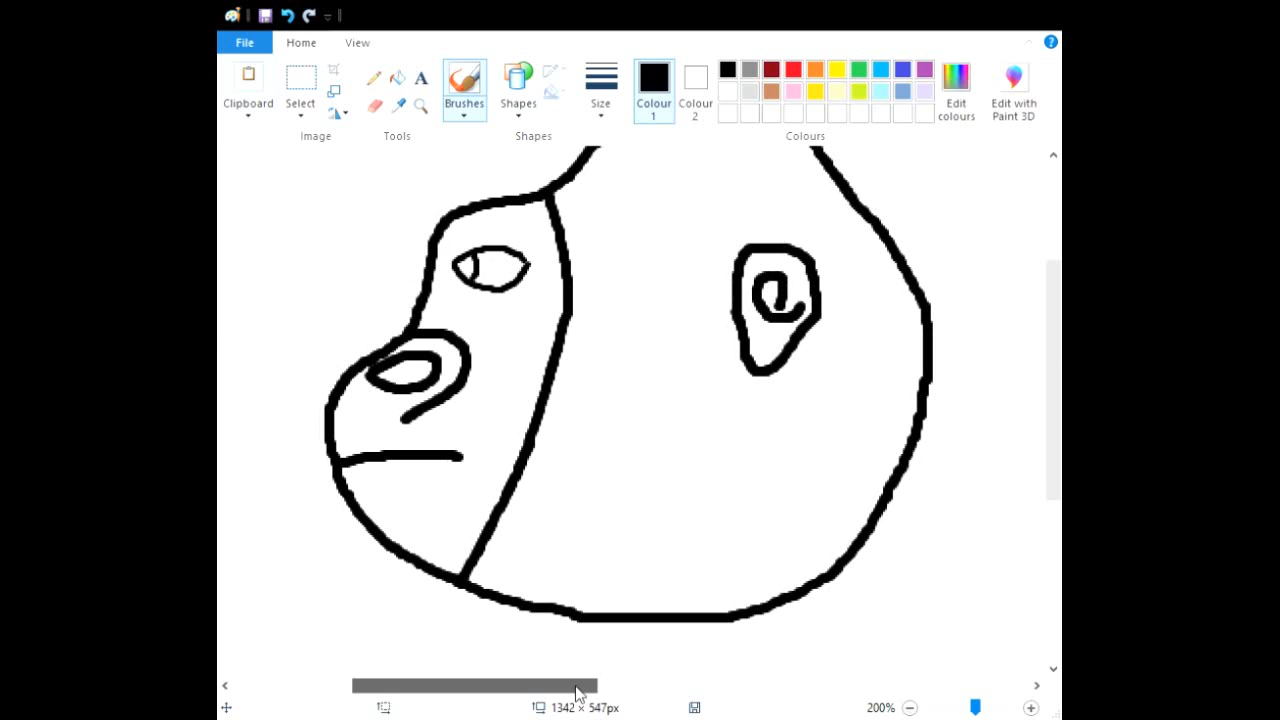 File Home View
Clipboard Select A Brushes Shapes Size Colour 1 Colour 2 Edit colours Edit with Paint 3D
Image Tools Shapes Colours
1342 × 547px 200%